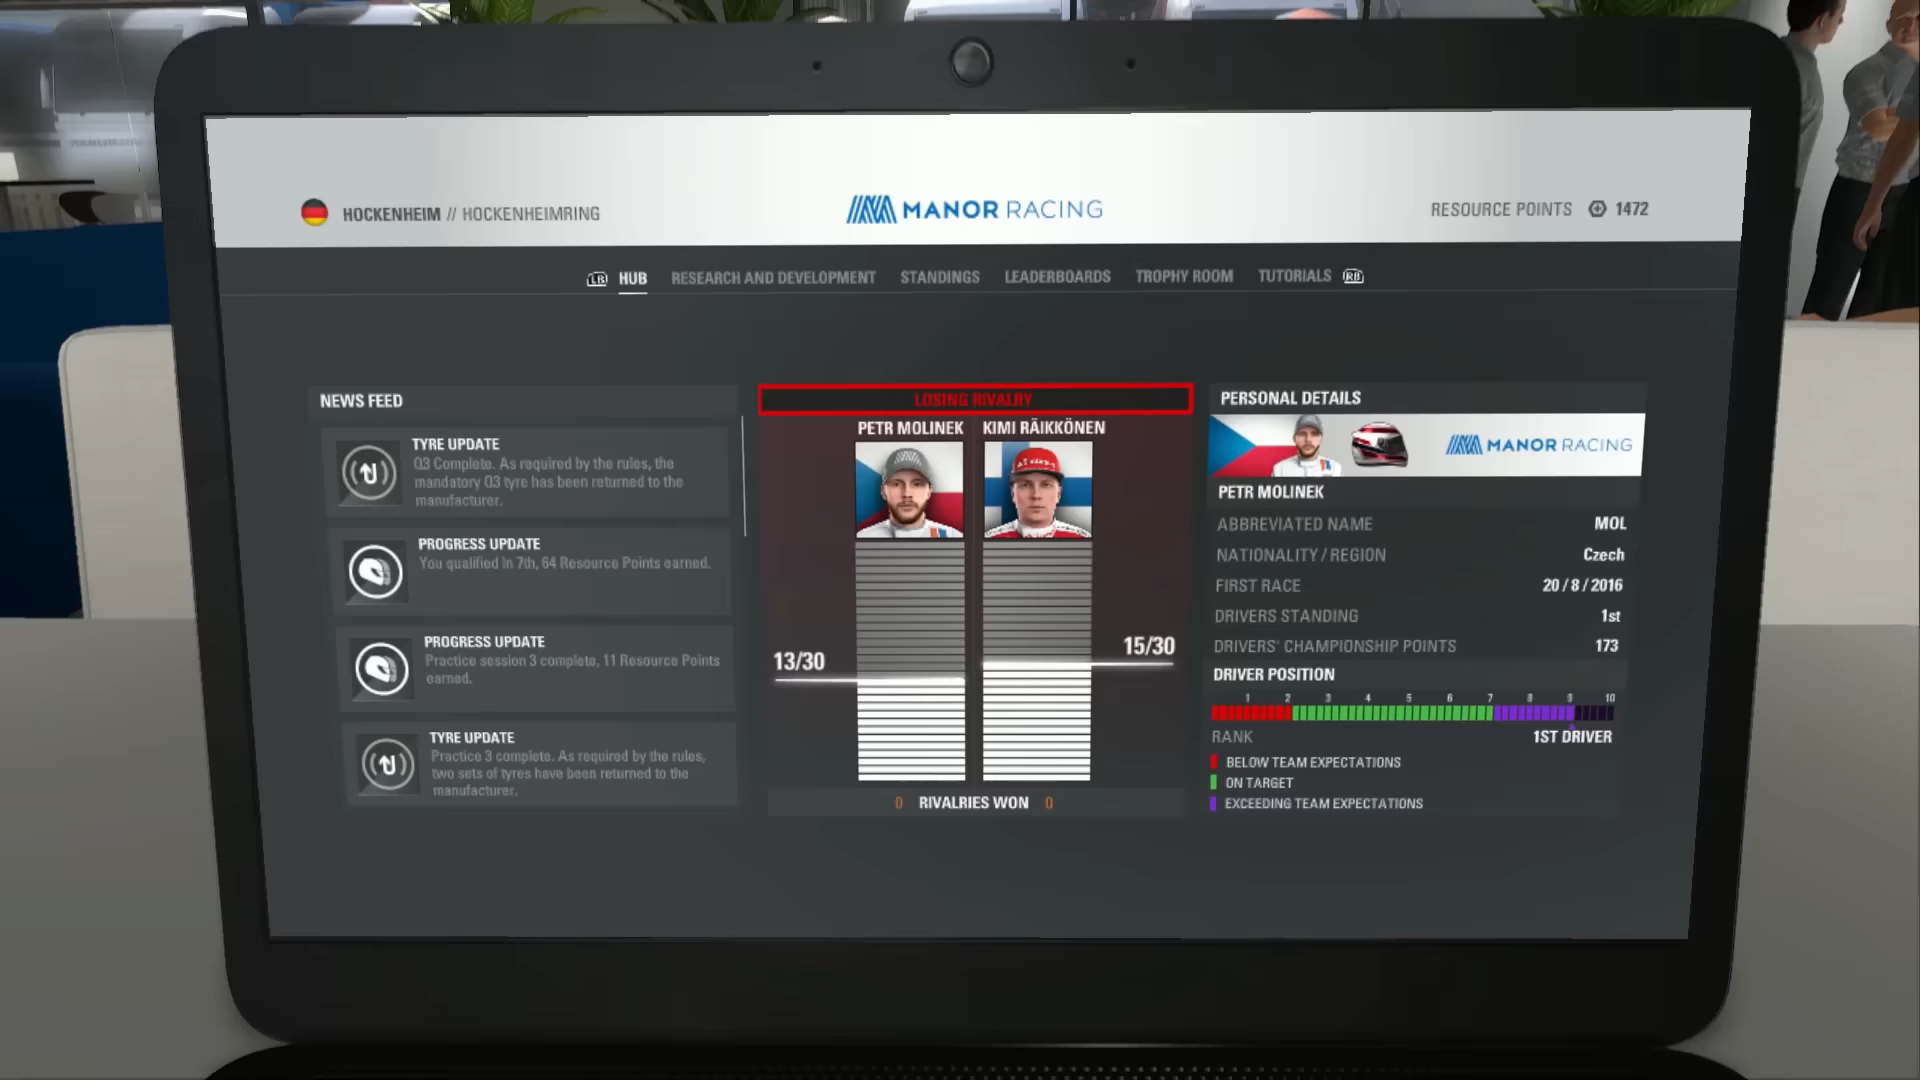 HOCKENHEIM // HOCKENHEIMRING
MANOR RACING
RESOURCE POINTS 1472
LB HUB RESEARCH AND DEVELOPMENT STANDINGS LEADERBOARDS TROPHY ROOM TUTORIALS RB
NEWS FEED
TYRE UPDATE
Q3 Complete. As required by the rules, the
mandatory Q3 tyre has been returned to the
manufacturer.
PROGRESS UPDATE
You qualified in 7th, 64 Resource Points earned.
PROGRESS UPDATE
Practice session 3 complete, 11 Resource Points
earned.
TYRE UPDATE
Practice 3 complete. As required by the rules,
two sets of tyres have been returned to the
manufacturer.
LOSING RIVALRY
PETR MOLINEK KIMI RÄIKKÖNEN
13/30 15/30
0 RIVALRIES WON 0
PERSONAL DETAILS
MANOR RACING
PETR MOLINEK
ABBREVIATED NAME MOL
NATIONALITY / REGION Czech
FIRST RACE 20 / 8 / 2016
DRIVERS STANDING 1st
DRIVERS' CHAMPIONSHIP POINTS 173
DRIVER POSITION
1 2 3 4 5 6 7 8 9 10
RANK 1ST DRIVER
BELOW TEAM EXPECTATIONS
ON TARGET
EXCEEDING TEAM EXPECTATIONS